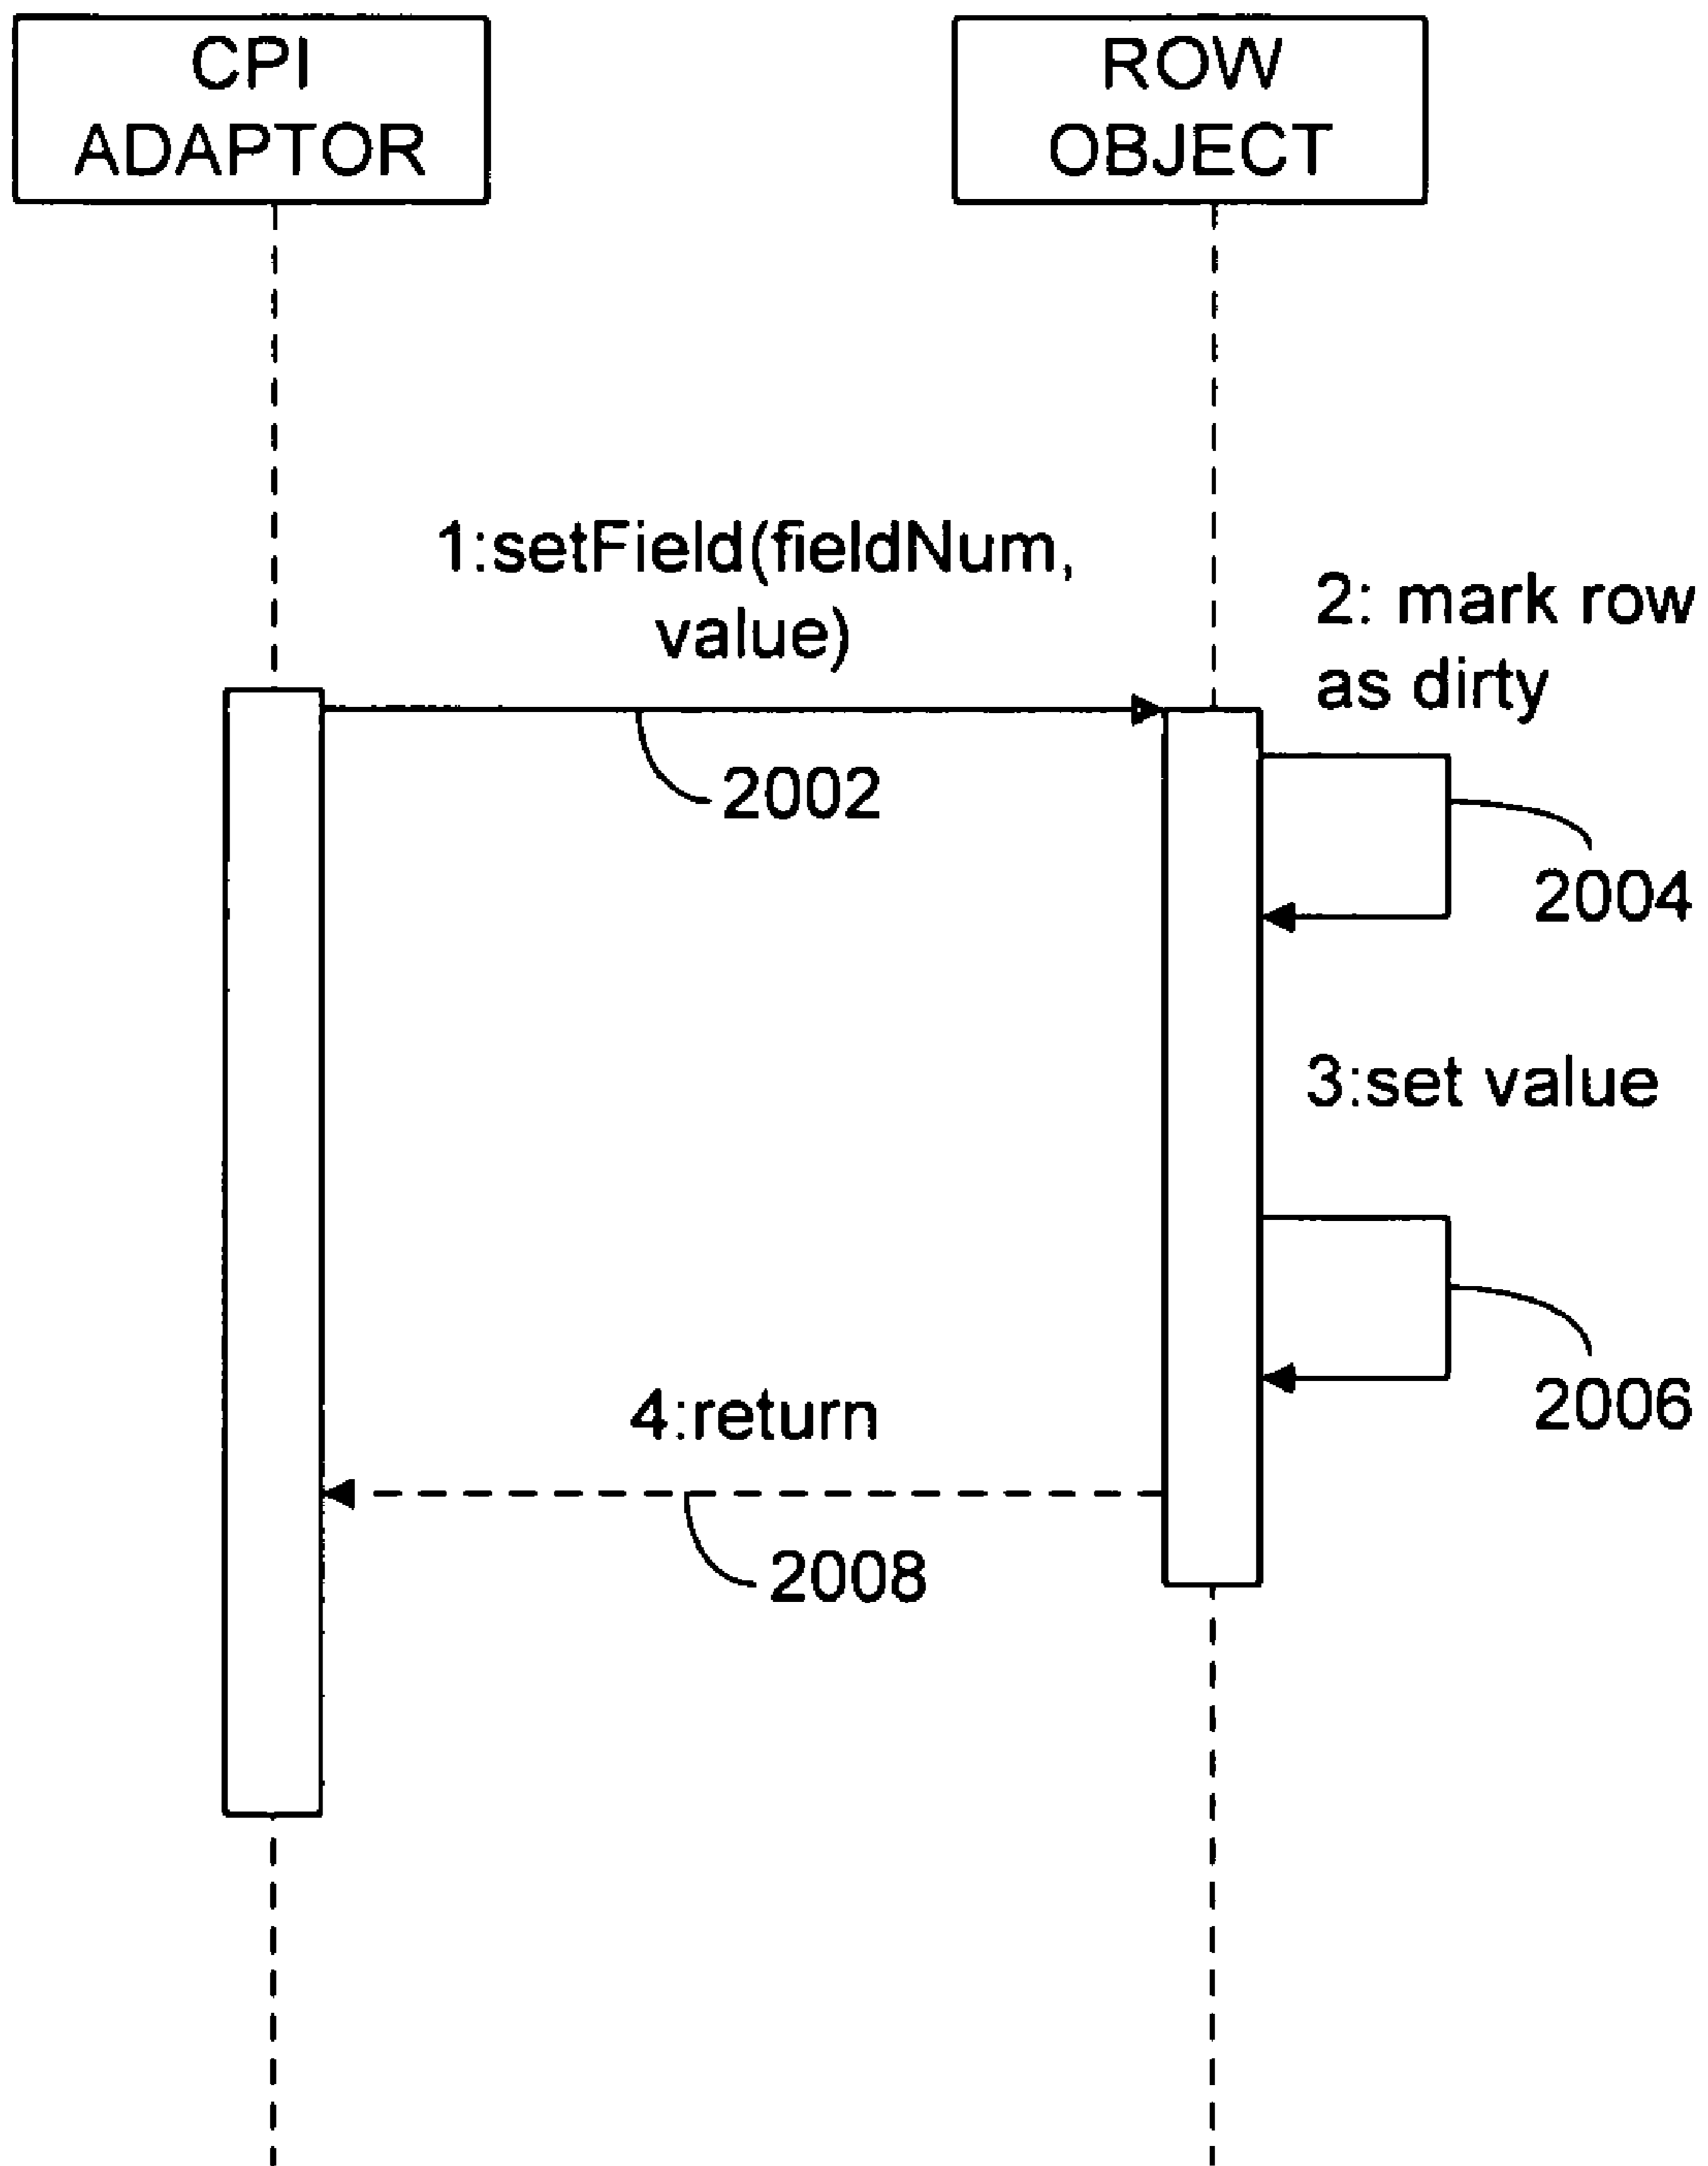 CPI
ADAPTOR
ROW
OBJECT
1:setField(fieldNum,
value)
2: mark row
as dirty
2002
2004
3:set value
2006
4:return
2008